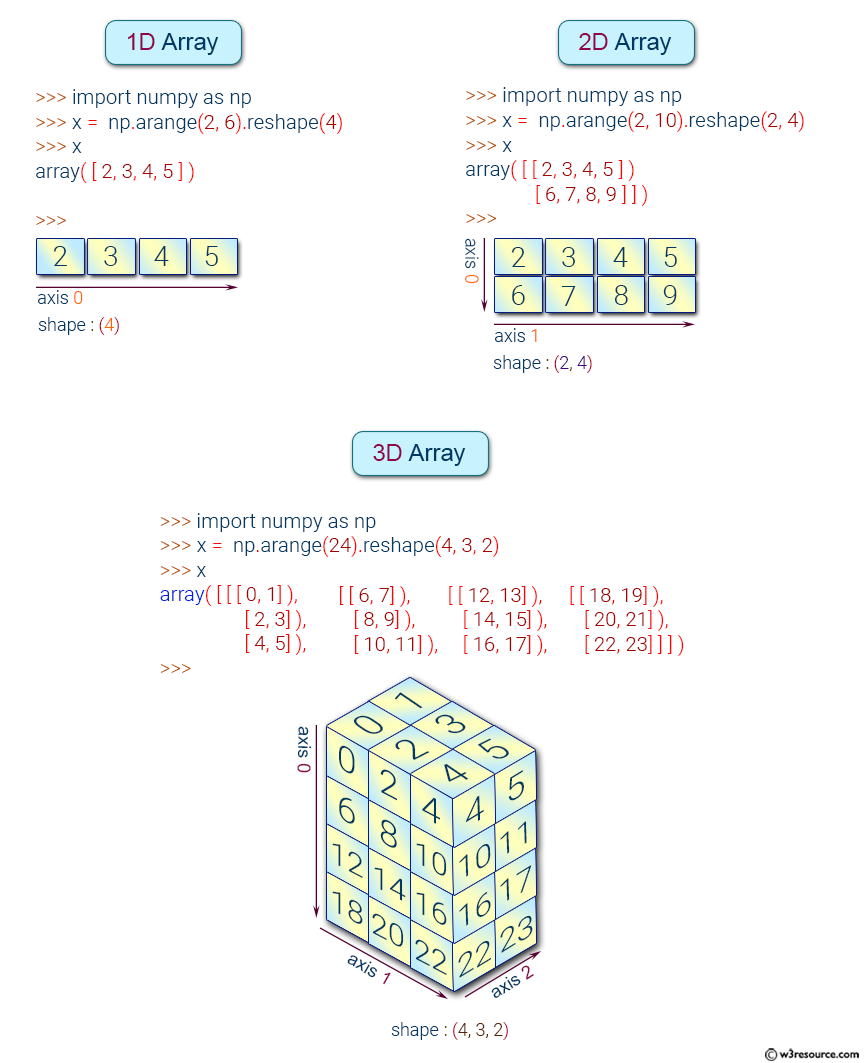 1D Array
>>> import numpy as np
>>> x = np.arange(2, 6).reshape(4)
>>> x
array( [ 2, 3, 4, 5 ] )
>>>
2 3 4 5
axis 0
shape : (4)
2D Array
>>> import numpy as np
>>> x = np.arange(2, 10).reshape(2, 4)
>>> x
array( [ [ 2, 3, 4, 5 ] )
[ 6, 7, 8, 9 ] ] )
>>>
axis 0
2 3 4 5
6 7 8 9
axis 1
shape : (2, 4)
3D Array
>>> import numpy as np
>>> x = np.arange(24).reshape(4, 3, 2)
>>> x
array( [ [ [ 0, 1] ), [ [ 6, 7] ), [ [ 12, 13] ), [ [ 18, 19] ),
[ 2, 3] ), [ 8, 9] ), [ 14, 15] ), [ 20, 21] ),
[ 4, 5] ), [ 10, 11] ), [ 16, 17] ), [ 22, 23] ] ] )
>>>
axis 0
0 1
2 3
4 5
0 2 4 4 5
6 8 10 10 11
12 14 16 16 17
18 20 22 22 23
axis 1
axis 2
shape : (4, 3, 2)
© w3resource.com